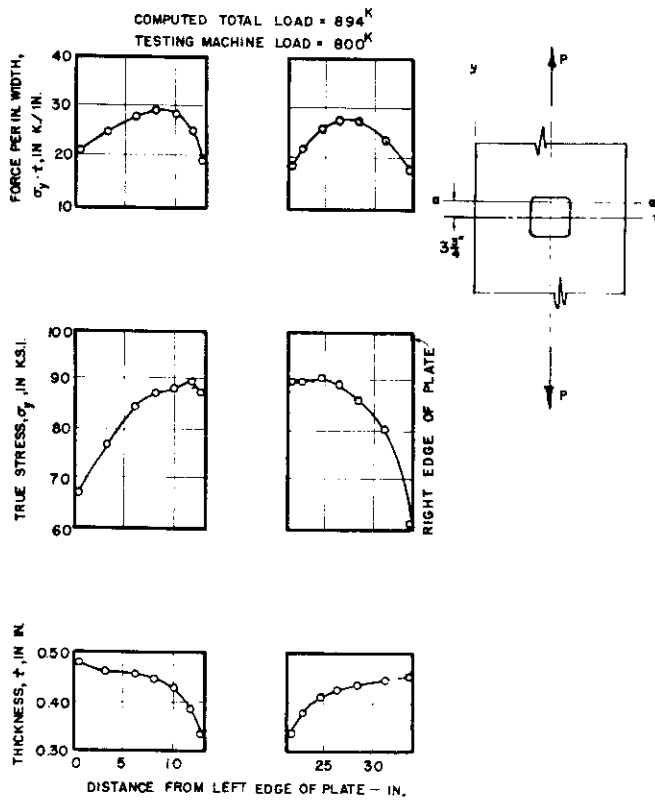 COMPUTED TOTAL LOAD = 894K
TESTING MACHINE LOAD = 800K
FORCE PER IN. WIDTH,
σy · t, IN K./IN.
40
30
20
10
y
P
a
a
P
TRUE STRESS, σy, IN K.S.I.
100
90
80
70
60
RIGHT EDGE OF PLATE
THICKNESS, t, IN IN.
0.50
0.40
0.30
0
5
10
25
30
DISTANCE FROM LEFT EDGE OF PLATE – IN.